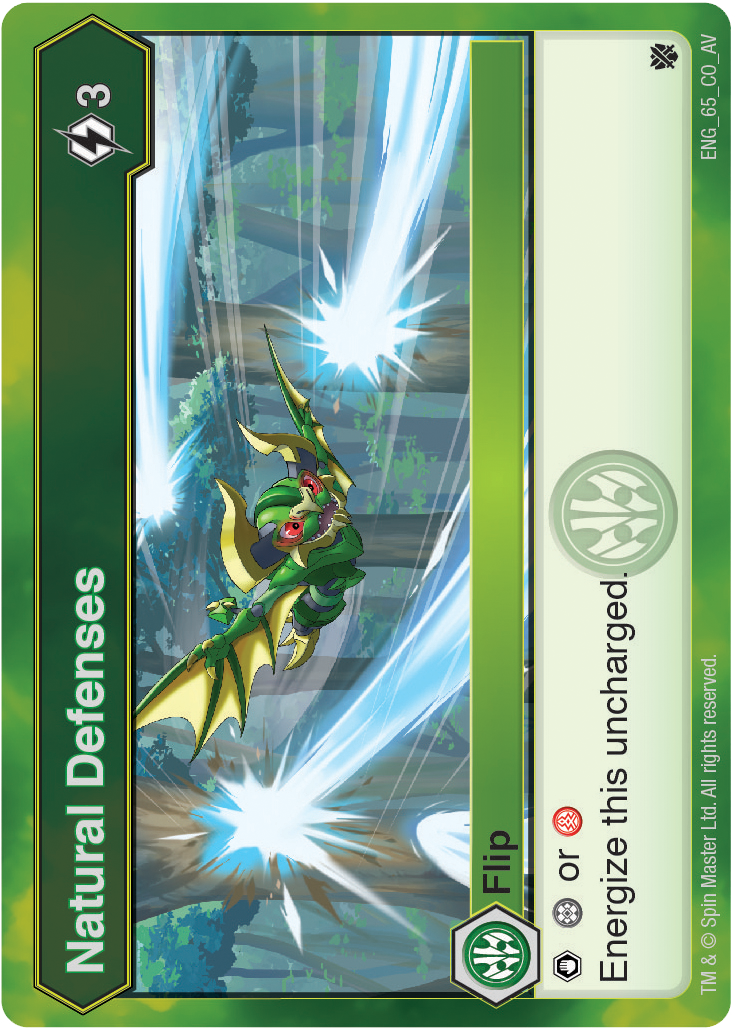 Natural Defenses
3
Flip
or
Energize this uncharged.
TM & © Spin Master Ltd. All rights reserved.
ENG_65_CO_AV